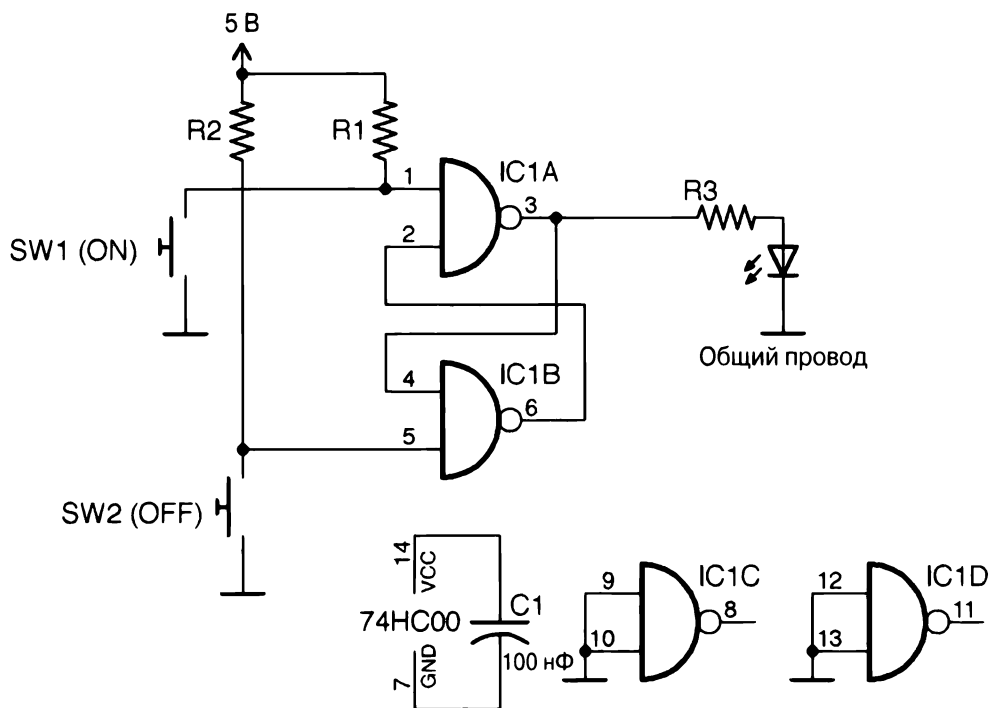 5 В
R2
R1
1
IC1A
3
2
R3
SW1 (ON)
Общий провод
4
IC1B
6
5
SW2 (OFF)
14
VCC
C1
74HC00
100 нФ
7
GND
9
IC1C
8
10
12
IC1D
11
13